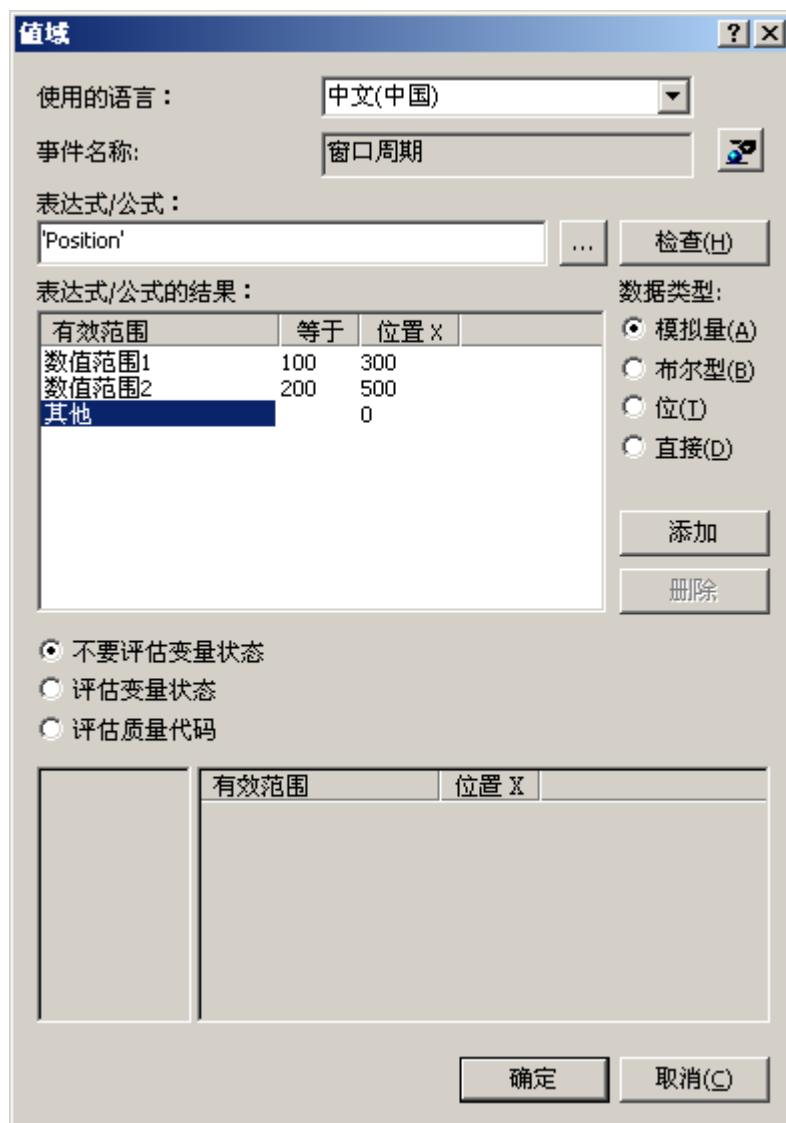 值域
使用的语言：
中文(中国)
事件名称:
窗口周期
表达式/公式：
'Position'
...
检查(H)
表达式/公式的结果：
数据类型:
有效范围 等于 位置 X
数值范围1 100 300
数值范围2 200 500
其他 0
模拟量(A)
布尔型(B)
位(T)
直接(D)
添加
删除
不要评估变量状态
评估变量状态
评估质量代码
有效范围 位置 X
确定
取消(C)